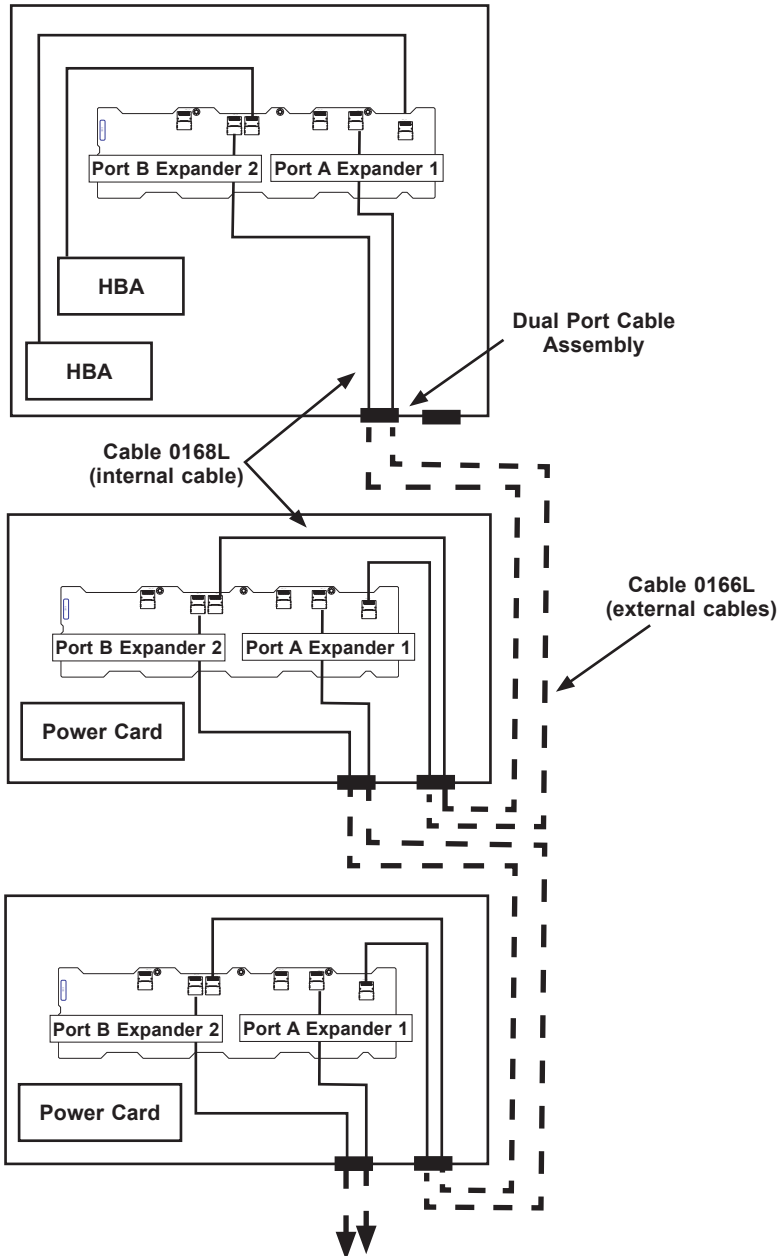 Port B Expander 2
Port A Expander 1
HBA
HBA
Dual Port Cable
Assembly
Cable 0168L
(internal cable)
Port B Expander 2
Port A Expander 1
Power Card
Cable 0166L
(external cables)
Port B Expander 2
Port A Expander 1
Power Card